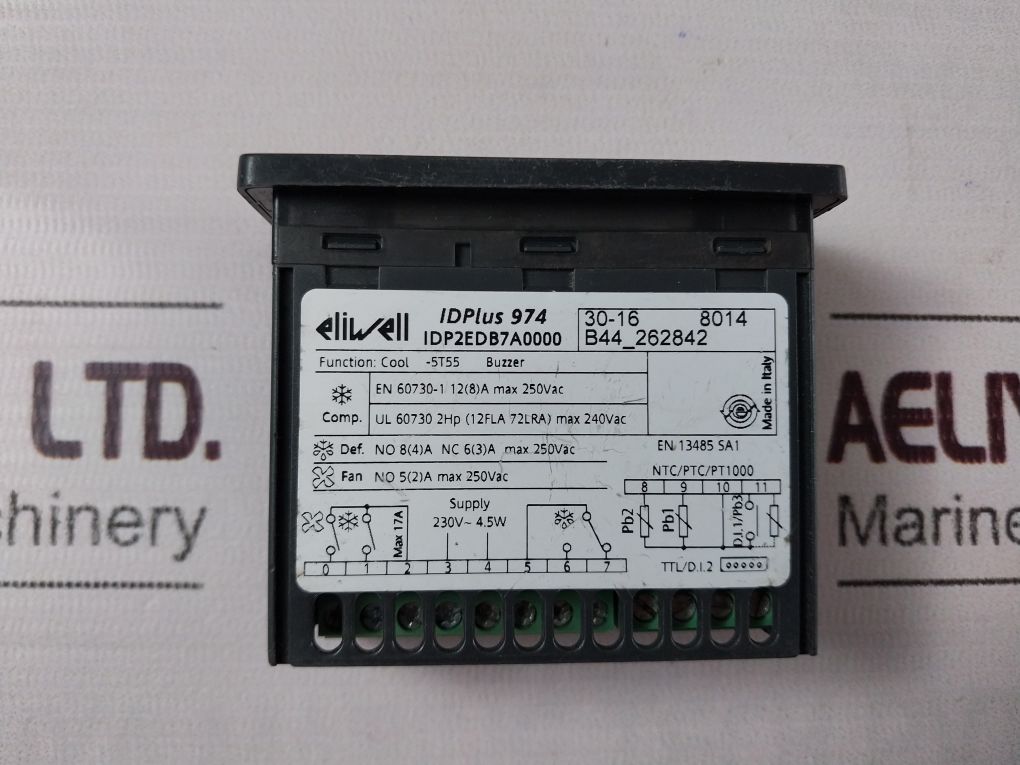 eliwell IDPlus 974
IDP2EDB7A0000
30-16 8014
B44_262842
Function: Cool -5T55 Buzzer
EN 60730-1 12(8)A max 250Vac
Comp. UL 60730 2Hp (12FLA 72LRA) max 240Vac
Made in Italy
Def. NO 8(4)A NC 6(3)A max 250Vac
EN 13485 SA1
Fan NO 5(2)A max 250Vac
NTC/PTC/PT1000
8 9 10 11
Supply
230V~ 4.5W
Max 17A
Pb2
Pb1
D.I.1/Pb3
0 1 2 3 4 5 6 7
TTL/D.I.2
LTD.
chinery
AELIY
Marine